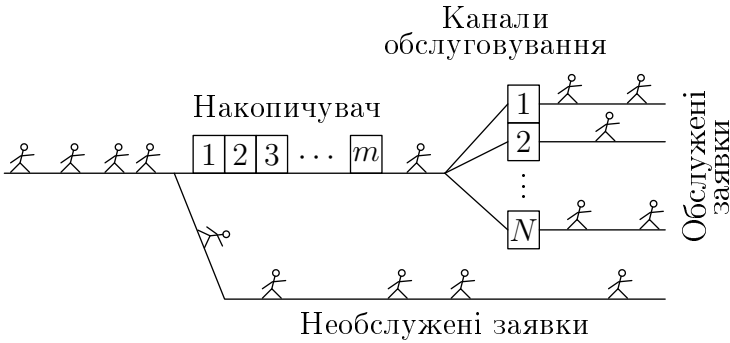 Канали
обслуговування
Накопичувач
1 2 3 ... m
1
2
⋮
N
Обслужені
заявки
Необслужені заявки